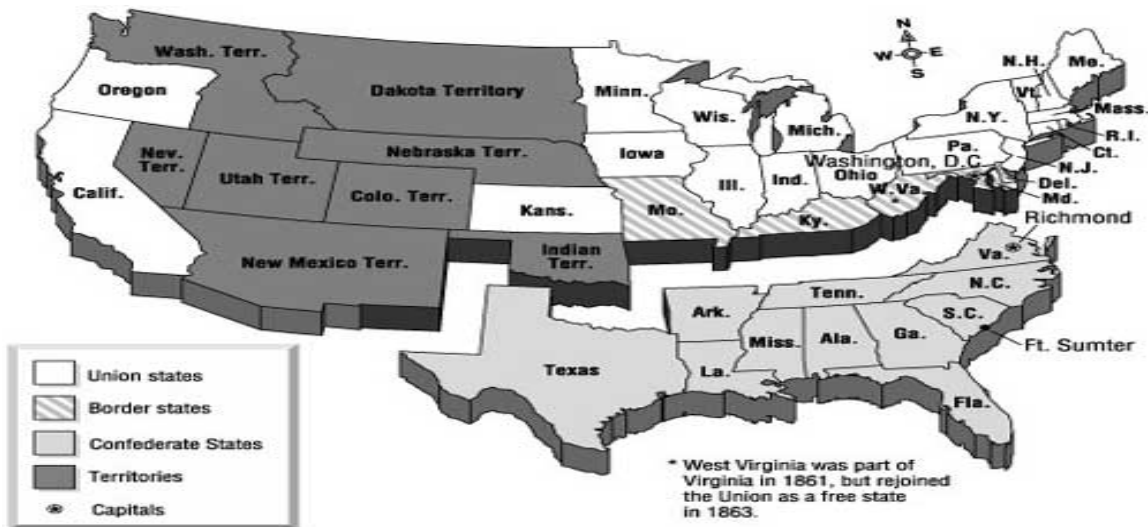 Wash. Terr.
Oregon
Dakota Territory
Minn.
Wis.
Mich.
N.H.
Me.
Vt.
Mass.
N.Y.
R.I.
Ct.
N
W E
S
Nev.
Terr.
Utah Terr.
Nebraska Terr.
Colo. Terr.
Iowa
Ill.
Ind.
Ohio
Pa.
Washington, D.C.
N.J.
Del.
Md.
Calif.
Kans.
Mo.
Ky.
W.Va.
*
Richmond
New Mexico Terr.
Indian
Terr.
Va.
Tenn.
N.C.
Ark.
S.C.
Miss.
Ala.
Ga.
Ft. Sumter
Texas
La.
Fla.
Union states
Border states
Confederate States
Territories
Capitals
* West Virginia was part of
Virginia in 1861, but rejoined
the Union as a free state
in 1863.